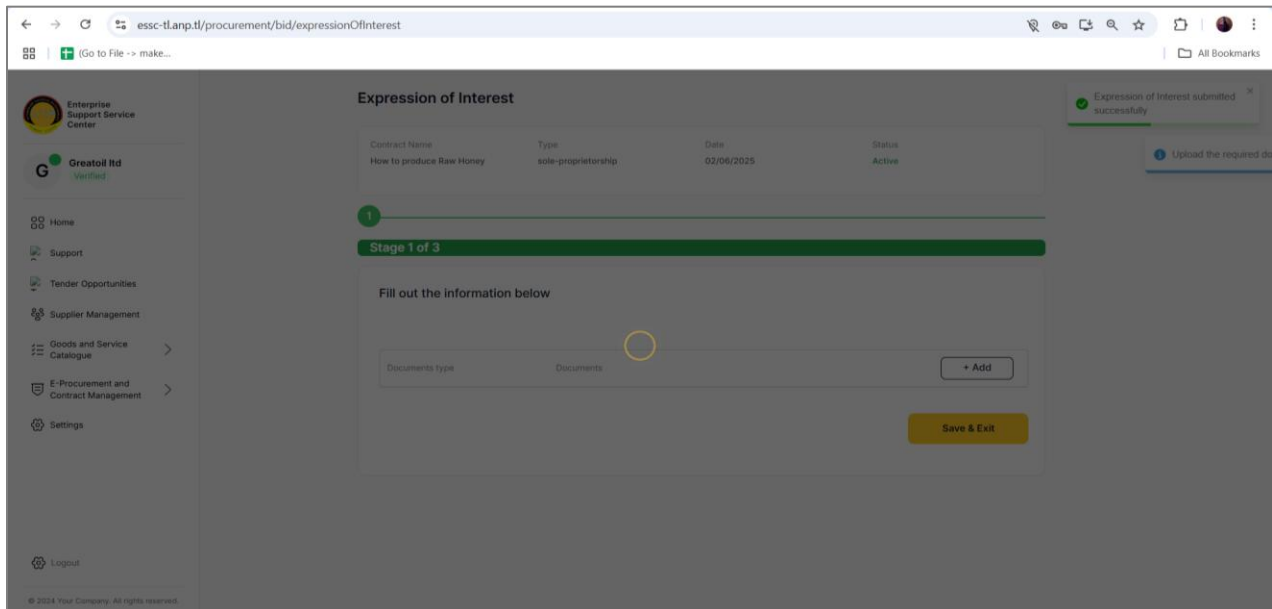 essc-tl.anp.tl/procurement/bid/expressionOfInterest
(Go to File -> make...
All Bookmarks
Enterprise
Support Service
Center
G
Greatoil ltd
Verified
Home
Support
Tender Opportunities
Supplier Management
Goods and Service
Catalogue
E-Procurement and
Contract Management
Settings
Logout
© 2024 Your Company. All rights reserved.
Expression of Interest
Contract Name
Type
Date
Status
How to produce Raw Honey
sole-proprietorship
02/06/2025
Active
1
Stage 1 of 3
Fill out the information below
Documents type
Documents
+ Add
Save & Exit
Expression of Interest submitted
successfully
Upload the required do